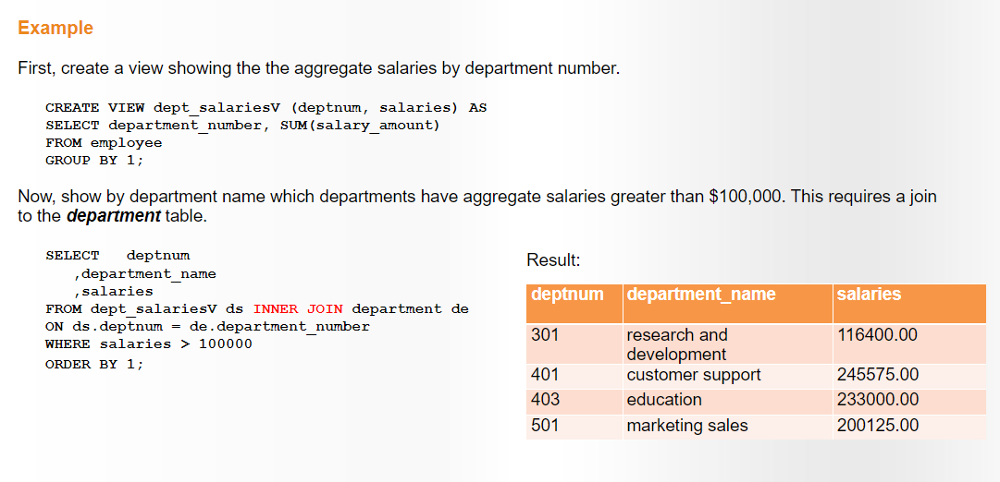 Example
First, create a view showing the the aggregate salaries by department number.
CREATE VIEW dept_salariesV (deptnum, salaries) AS
SELECT department_number, SUM(salary_amount)
FROM employee
GROUP BY 1;
Now, show by department name which departments have aggregate salaries greater than $100,000. This requires a join
to the department table.
SELECT   deptnum
,department_name
,salaries
FROM dept_salariesV ds INNER JOIN department de
ON ds.deptnum = de.department_number
WHERE salaries > 100000
ORDER BY 1;
Result:
deptnum department_name salaries
301 research and 116400.00
development
401 customer support 245575.00
403 education 233000.00
501 marketing sales 200125.00